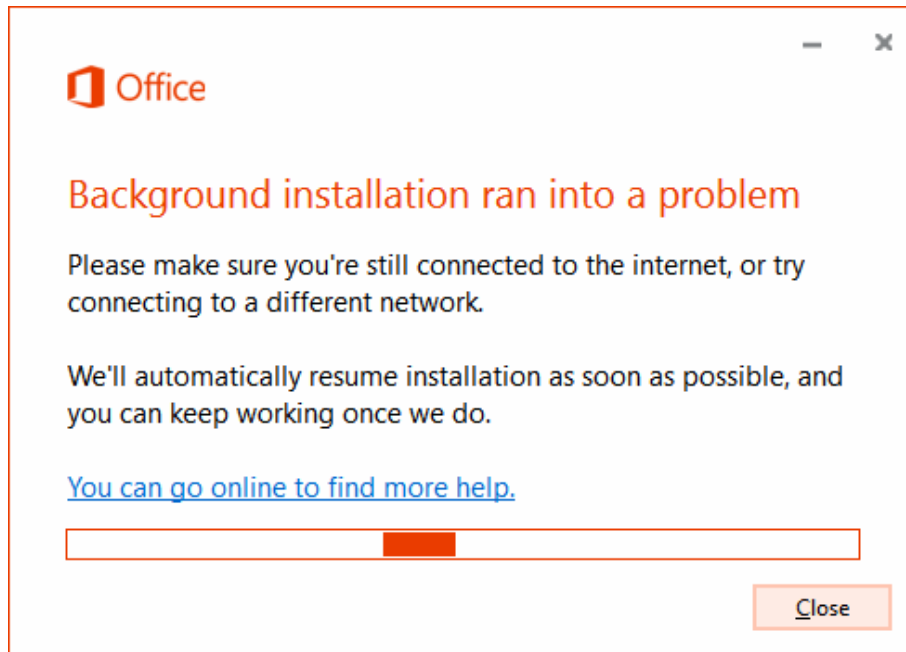 Office
Background installation ran into a problem
Please make sure you're still connected to the internet, or try
connecting to a different network.
We'll automatically resume installation as soon as possible, and
you can keep working once we do.
You can go online to find more help.
Close